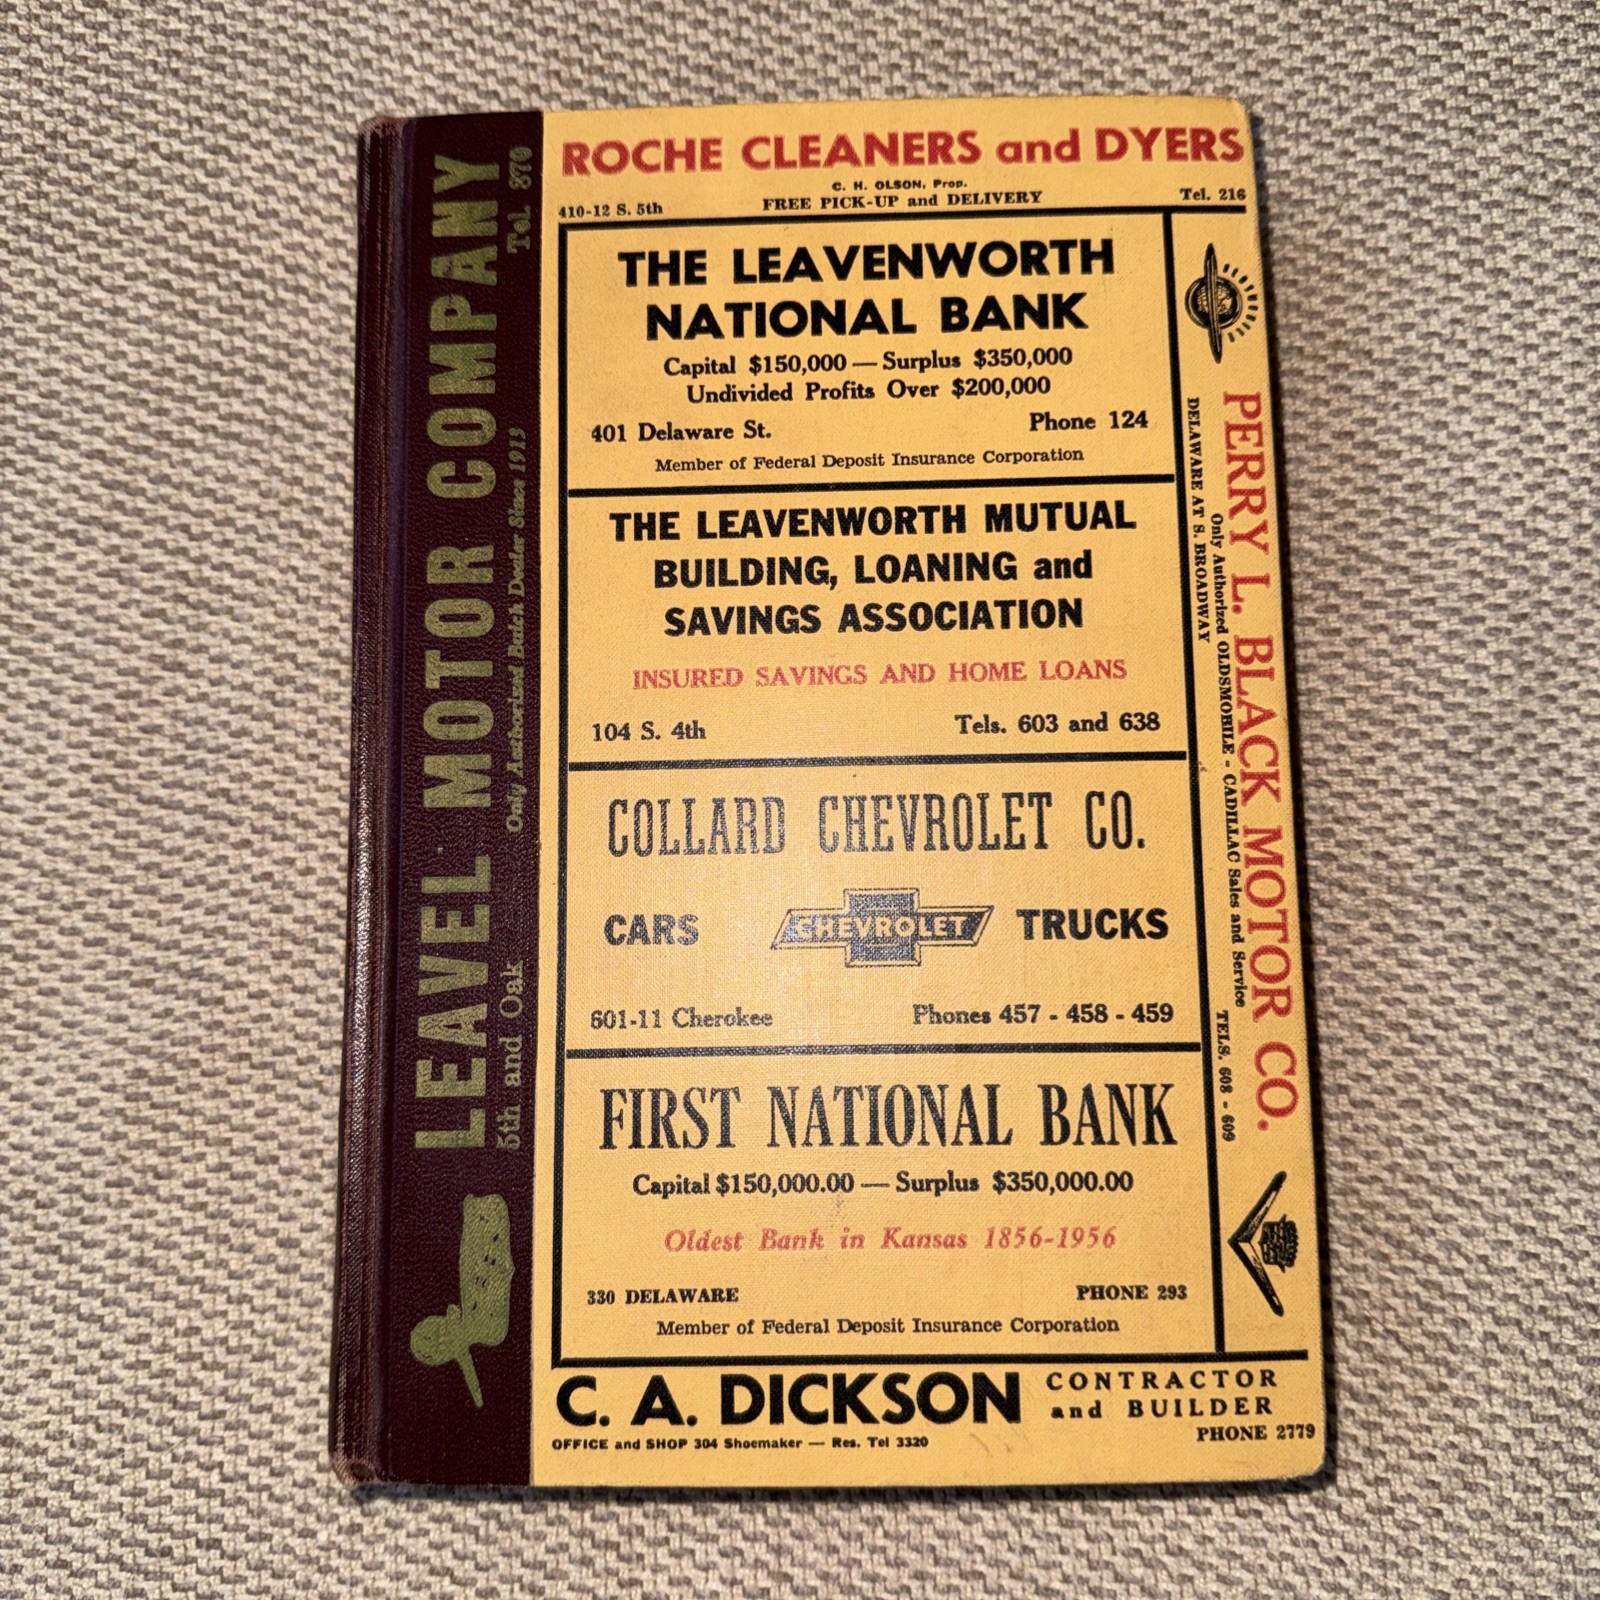 LEAVEL MOTOR COMPANY
5th and Oak
Only Authorized Buick Dealer Since 1913
Tel. 370
ROCHE CLEANERS and DYERS
C. H. OLSON, Prop.
410-12 S. 5th FREE PICK-UP and DELIVERY Tel. 216
THE LEAVENWORTH
NATIONAL BANK
Capital $150,000 — Surplus $350,000
Undivided Profits Over $200,000
401 Delaware St. Phone 124
Member of Federal Deposit Insurance Corporation
THE LEAVENWORTH MUTUAL
BUILDING, LOANING and
SAVINGS ASSOCIATION
INSURED SAVINGS AND HOME LOANS
104 S. 4th Tels. 603 and 638
COLLARD CHEVROLET CO.
CARS CHEVROLET TRUCKS
601-11 Cherokee Phones 457 - 458 - 459
FIRST NATIONAL BANK
Capital $150,000.00 — Surplus $350,000.00
Oldest Bank in Kansas 1856-1956
330 DELAWARE PHONE 293
Member of Federal Deposit Insurance Corporation
OLDSMOBILE
PERRY L. BLACK MOTOR CO.
Only Authorized OLDSMOBILE - CADILLAC Sales and Service
DELAWARE AT S. BROADWAY TELS. 608 - 609
C. A. DICKSON CONTRACTOR
and BUILDER
OFFICE and SHOP 304 Shoemaker — Res. Tel 3320 PHONE 2779